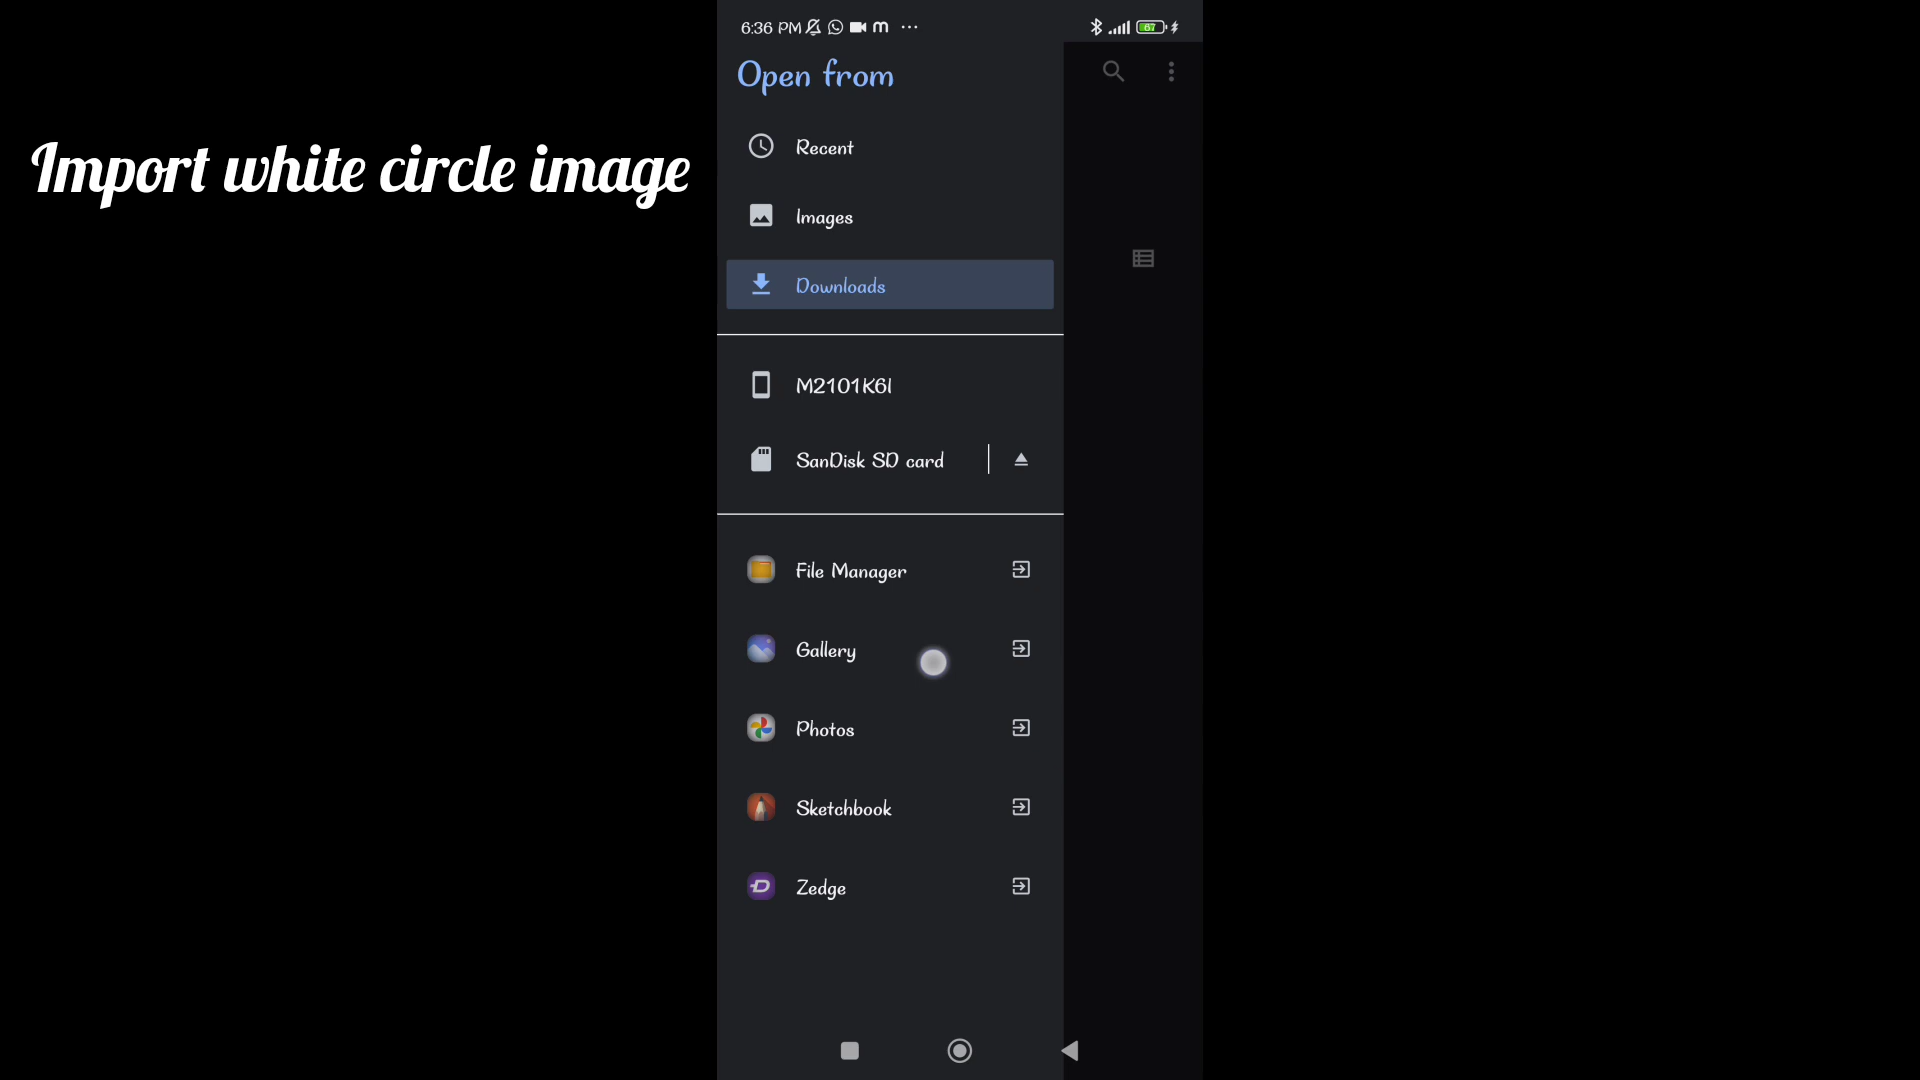 6:36 PM
67
Open from
Import white circle image
Recent
Images
Downloads
M2101K6I
SanDisk SD card
File Manager
Gallery
Photos
Sketchbook
Zedge